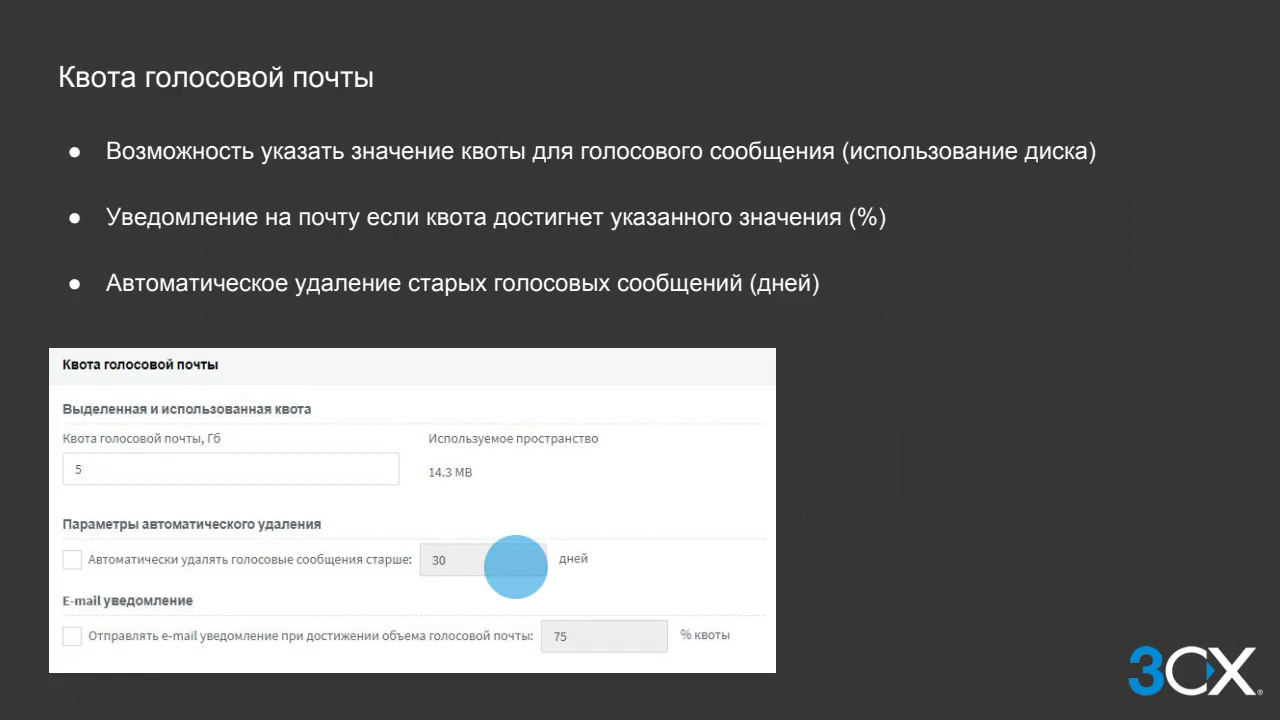 Квота голосовой почты
● Возможность указать значение квоты для голосового сообщения (использование диска)
● Уведомление на почту если квота достигнет указанного значения (%)
● Автоматическое удаление старых голосовых сообщений (дней)
Квота голосовой почты
Выделенная и использованная квота
Квота голосовой почты, Гб Используемое пространство
5 14.3 MB
Параметры автоматического удаления
Автоматически удалять голосовые сообщения старше: 30 дней
E-mail уведомление
Отправлять e-mail уведомление при достижении объема голосовой почты: 75 % квоты
3CX®